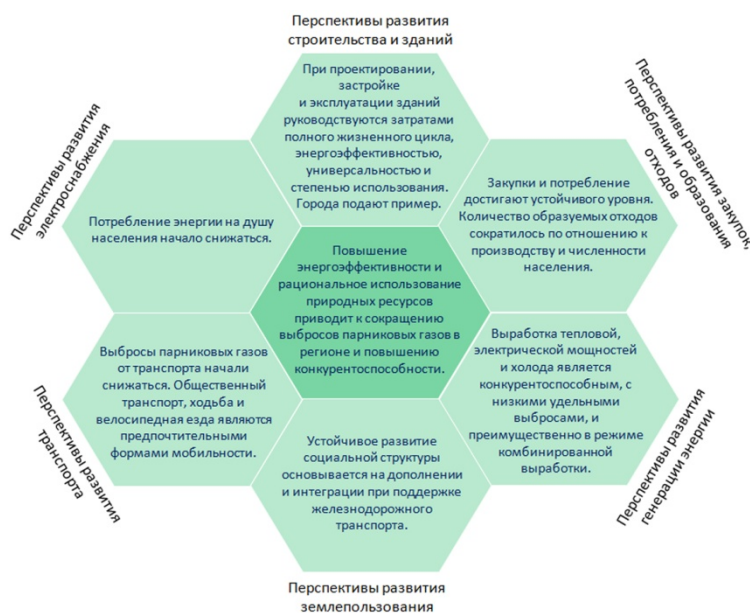 Перспективы развития
строительства и зданий
При проектировании,
застройке
и эксплуатации зданий
руководствуются затратами
полного жизненного цикла,
энергоэффективностью,
универсальностью и
степенью использования.
Города подают пример.
Перспективы развития
электроснабжения
Потребление энергии на душу
населения начало снижаться.
Перспективы развития закупок,
потребления и образования
отходов
Закупки и потребление
достигают устойчивого уровня.
Количество образуемых отходов
сократилось по отношению к
производству и численности
населения.
Повышение
энергоэффективности и
рациональное использование
природных ресурсов
приводит к сокращению
выбросов парниковых газов в
регионе и повышению
конкурентоспособности.
Выбросы парниковых газов
от транспорта начали
снижаться. Общественный
транспорт, ходьба и
велосипедная езда являются
предпочтительными
формами мобильности.
Перспективы развития
транспорта
Выработка тепловой,
электрической мощностей
и холода является
конкурентоспособным, с
низкими удельными
выбросами, и
преимущественно в режиме
комбинированной
выработки.
Перспективы развития
генерации энергии
Устойчивое развитие
социальной структуры
основывается на дополнении
и интеграции при поддержке
железнодорожного
транспорта.
Перспективы развития
землепользования